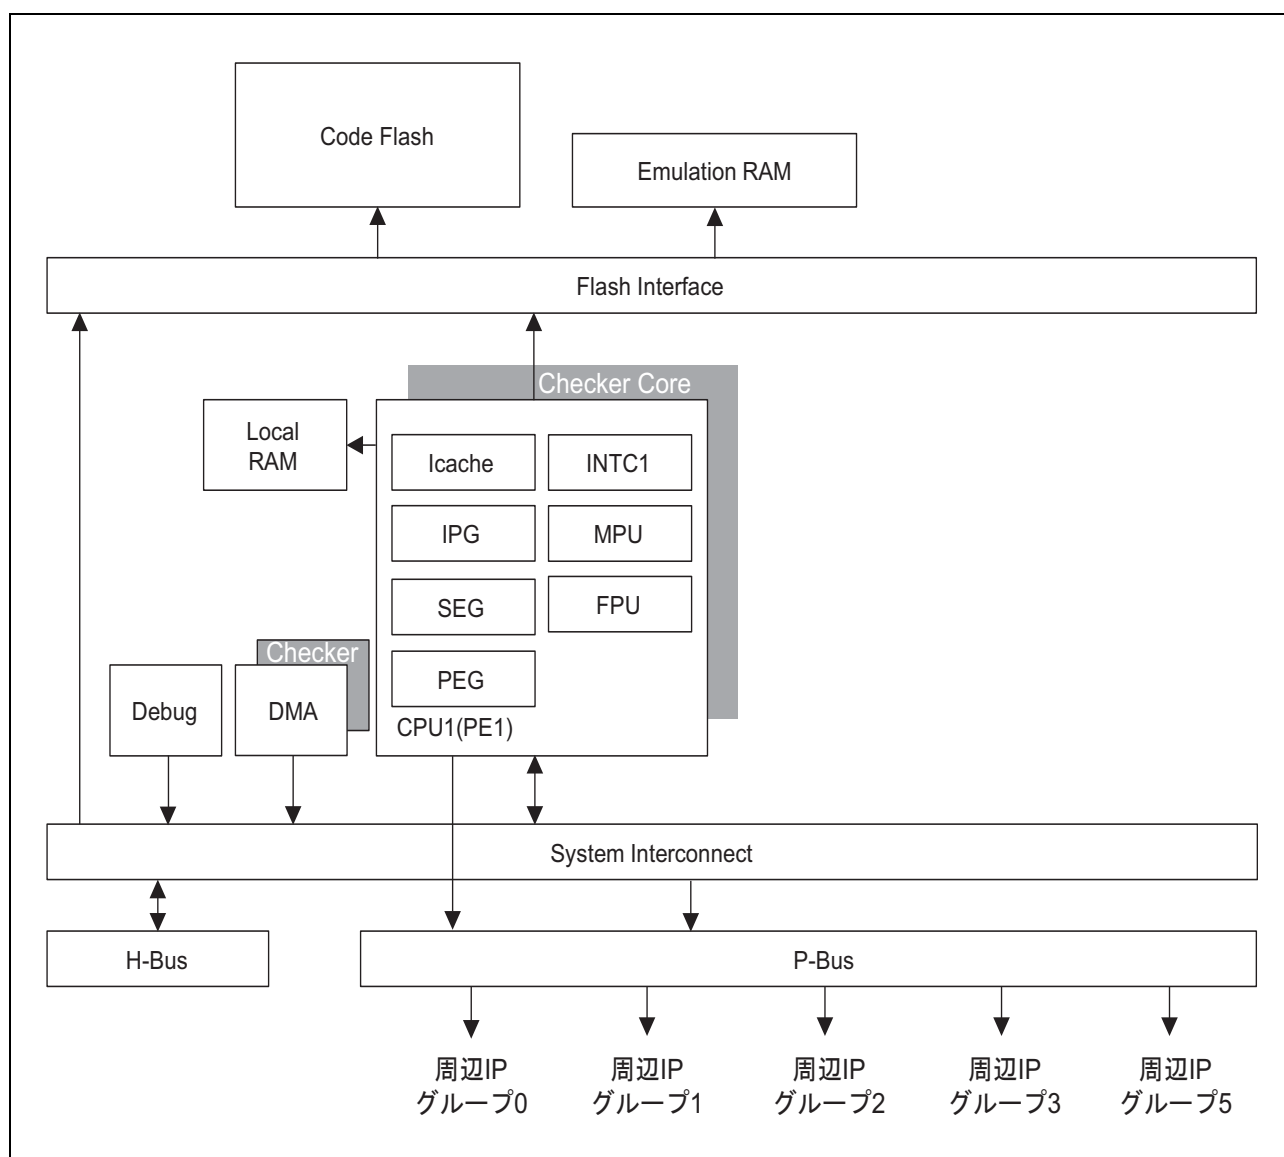 Code Flash
Emulation RAM
Flash Interface
Checker Core
Local
RAM
Icache
INTC1
IPG
MPU
SEG
FPU
PEG
CPU1(PE1)
Checker
Debug
DMA
System Interconnect
H-Bus
P-Bus
周辺IP
グループ0
周辺IP
グループ1
周辺IP
グループ2
周辺IP
グループ3
周辺IP
グループ5